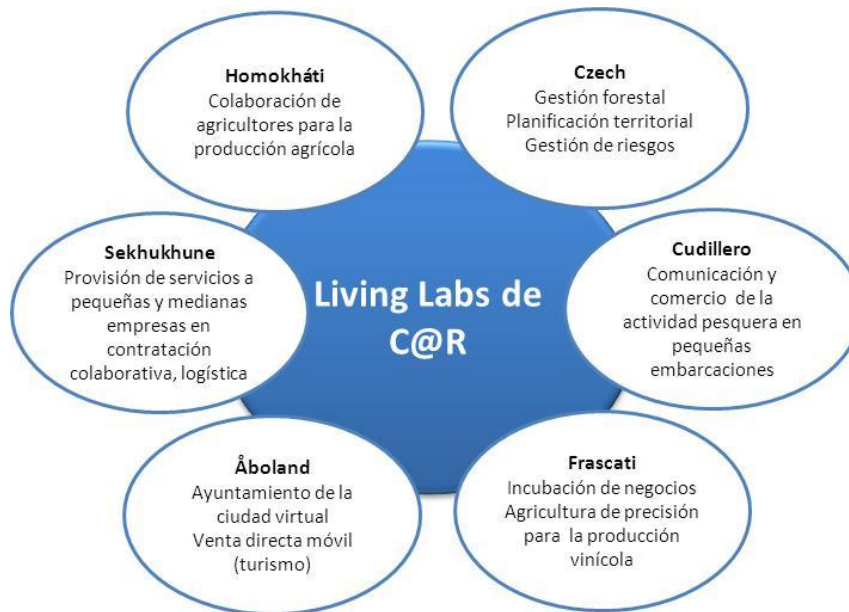 Homokháti
Colaboración de
agricultores para la
producción agrícola
Czech
Gestión forestal
Planificación territorial
Gestión de riesgos
Sekhukhune
Provisión de servicios a
pequeñas y medianas
empresas en
contratación
colaborativa, logística
Living Labs de
C@R
Cudillero
Comunicación y
comercio de la
actividad pesquera en
pequeñas
embarcaciones
Åboland
Ayuntamiento de la
ciudad virtual
Venta directa móvil
(turismo)
Frascati
Incubación de negocios
Agricultura de precisión
para la producción
vinícola